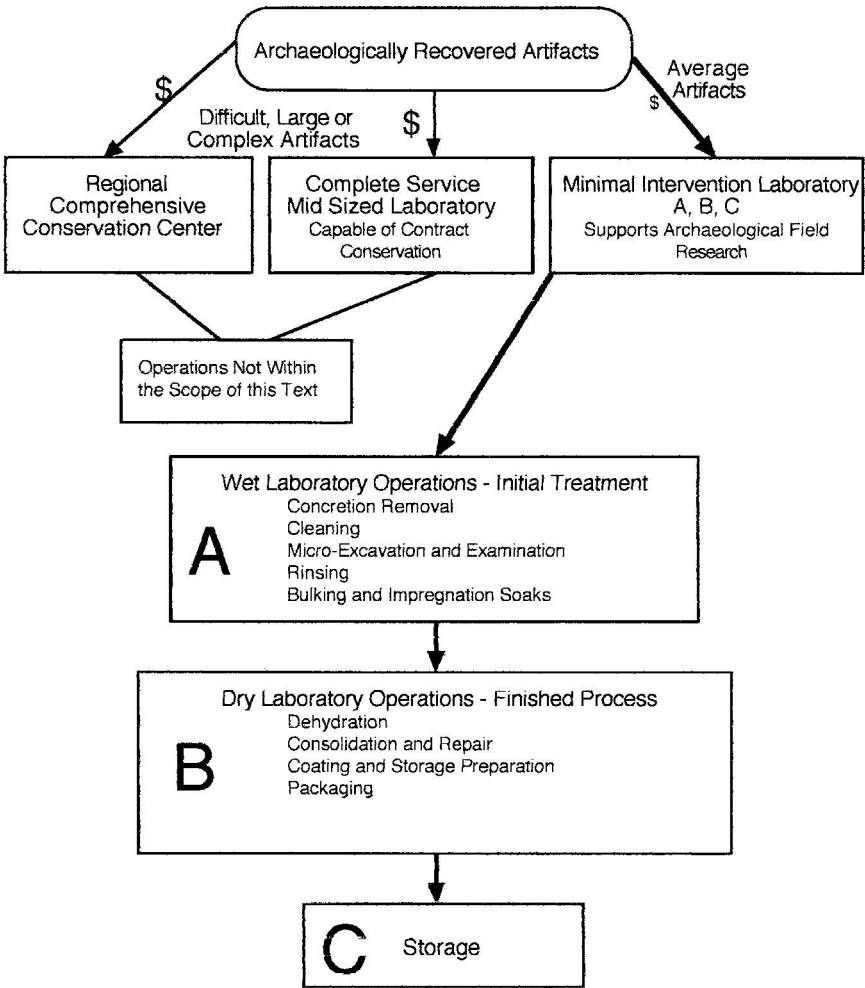 Archaeologically Recovered Artifacts
$
Difficult, Large or
Complex Artifacts
$
Average
Artifacts
$
Regional
Comprehensive
Conservation Center
Complete Service
Mid Sized Laboratory
Capable of Contract
Conservation
Minimal Intervention Laboratory
A, B, C
Supports Archaeological Field
Research
Operations Not Within
the Scope of this Text
A
Wet Laboratory Operations - Initial Treatment
Concretion Removal
Cleaning
Micro-Excavation and Examination
Rinsing
Bulking and Impregnation Soaks
B
Dry Laboratory Operations - Finished Process
Dehydration
Consolidation and Repair
Coating and Storage Preparation
Packaging
C
Storage